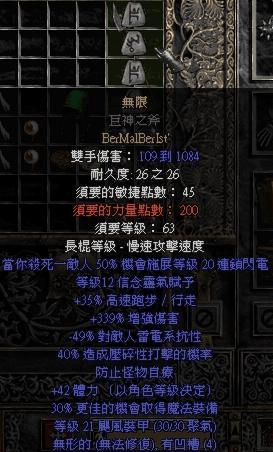 無限
巨神之斧
BerMalBerIst'
雙手傷害： 109 到 1084
耐久度: 26 之 26
須要的敏捷點數： 45
須要的力量點數： 200
須要等級： 63
長棍等級 - 慢速攻擊速度
當你殺死一敵人 50% 機會施展等級 20 連鎖閃電
等級12 信念靈氣賦予
+35% 高速跑步 / 行走
+339% 增強傷害
-49% 對敵人雷電系抗性
40% 造成壓碎性打擊的機率
防止怪物自療
+42 體力 （以角色等級決定）
30% 更佳的機會取得魔法裝備
等級 21 颶風裝甲 (30/30 聚氣)
無形的 (無法修復), 有凹槽 (4)